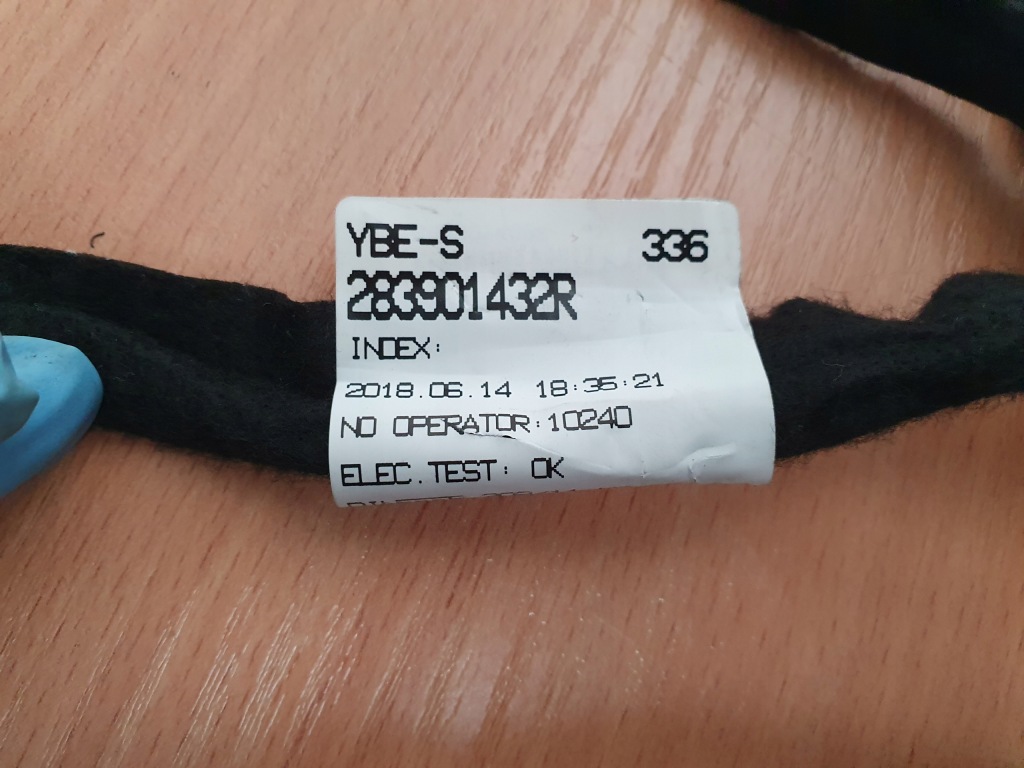 YBE-S 336
283901432R
INDEX:
2018.06.14 18:35:21
NO OPERATOR:10240
ELEC.TEST: OK